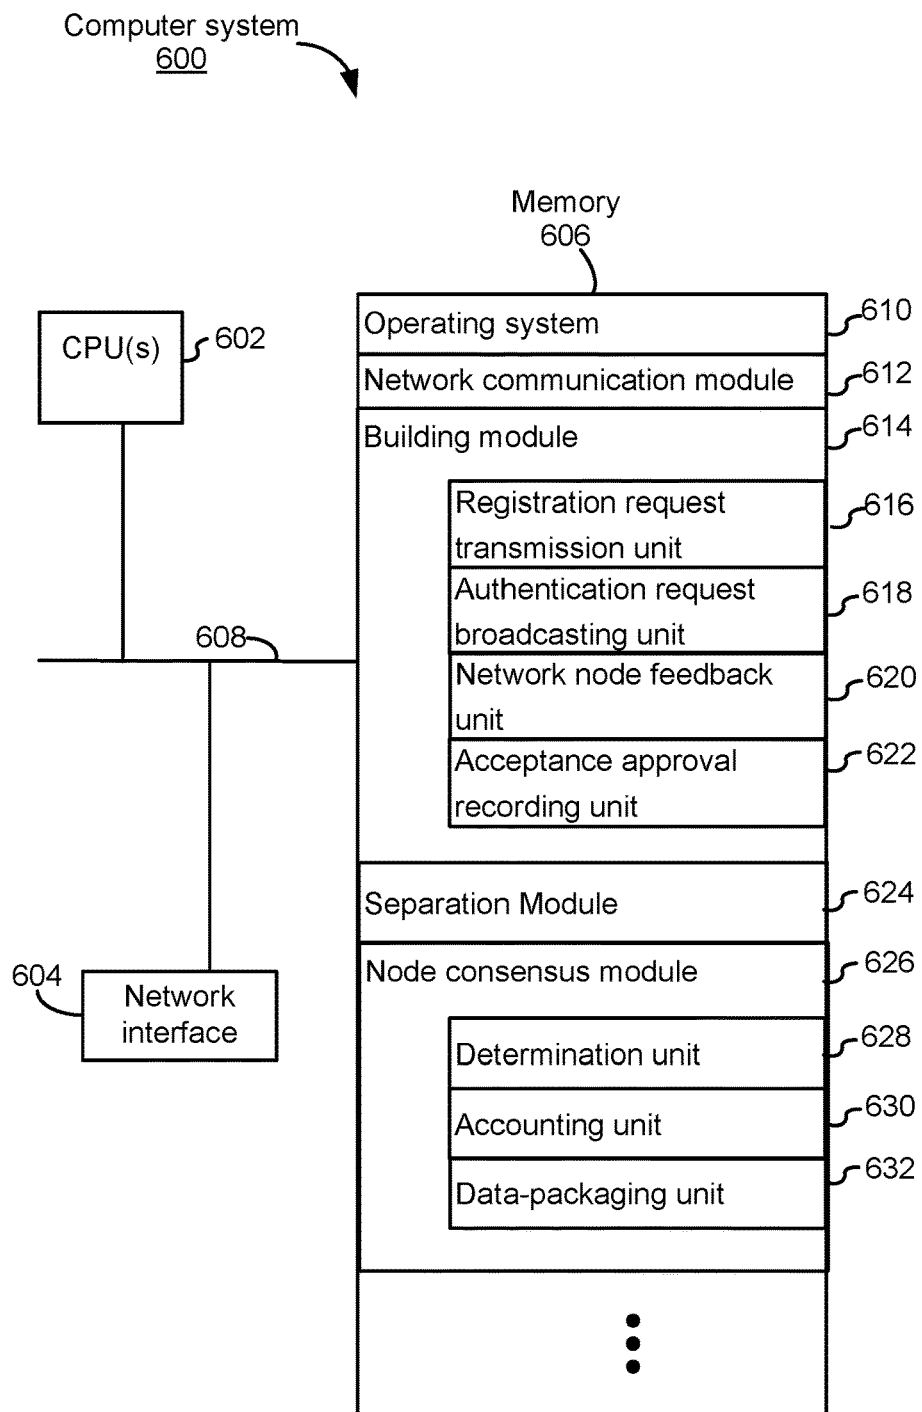 Computer system
600
Memory
606
CPU(s)
602
Operating system
610
Network communication module
612
Building module
614
Registration request
transmission unit
616
Authentication request
broadcasting unit
618
608
Network node feedback
unit
620
Acceptance approval
recording unit
622
Separation Module
624
604
Network
interface
Node consensus module
626
Determination unit
628
Accounting unit
630
Data-packaging unit
632